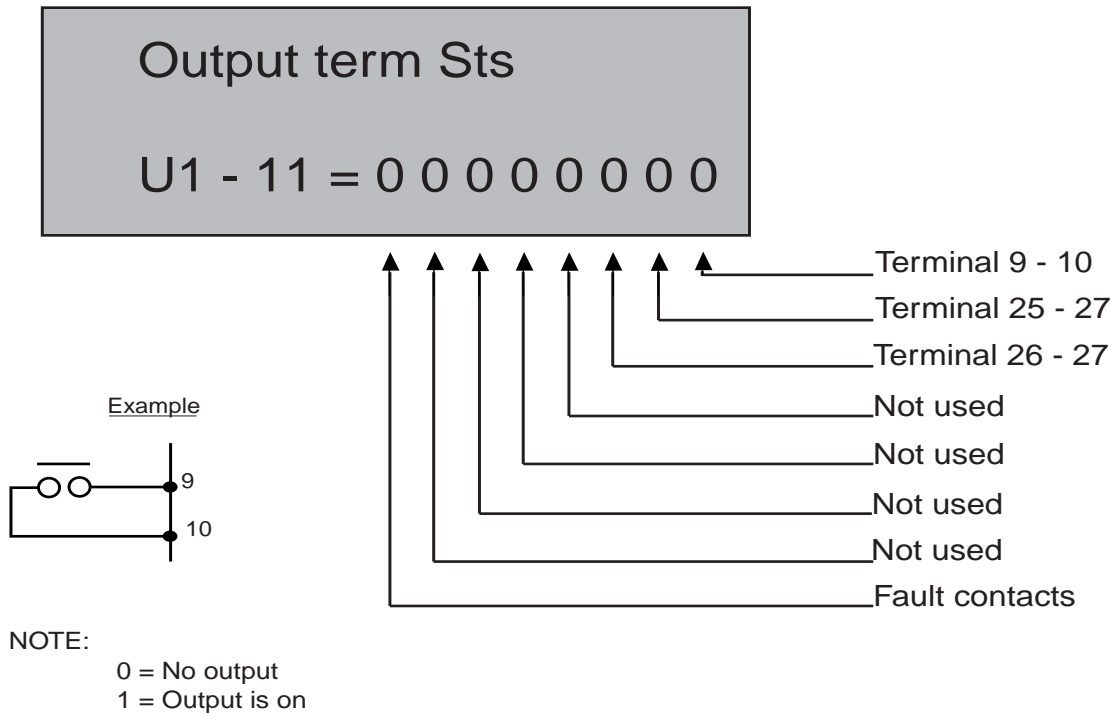 Output term Sts
U1 - 11 = 0 0 0 0 0 0 0 0
Terminal 9 - 10
Terminal 25 - 27
Terminal 26 - 27
Not used
Not used
Not used
Not used
Fault contacts
Example
9
10
NOTE:
0 = No output
1 = Output is on